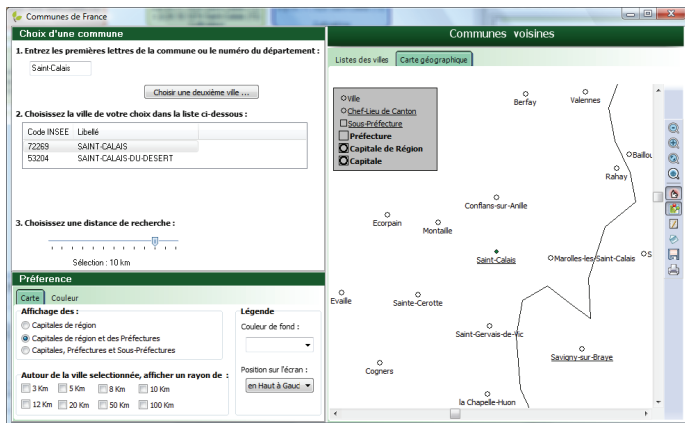 Communes de France
Choix d'une commune
1. Entrez les premières lettres de la commune ou le numéro du département :
Saint-Calais
Choisir une deuxième ville ...
2. Choisissez la ville de votre choix dans la liste ci-dessous :
Code INSEE Libellé
72269 SAINT-CALAIS
53204 SAINT-CALAIS-DU-DESERT
3. Choisissez une distance de recherche :
Sélection : 10 km
Préference
Carte Couleur
Affichage des :
Capitales de région
Capitales de région et des Préfectures
Capitales, Préfectures et Sous-Préfectures
Autour de la ville selectionnée, afficher un rayon de :
3 Km 5 Km 8 Km 10 Km
12 Km 20 Km 50 Km 100 Km
Légende
Couleur de fond :
Position sur l'écran :
en Haut à Gauc
Communes voisines
Listes des villes Carte géographique
Ville
Chef-Lieu de Canton
Sous-Préfecture
Préfecture
Capitale de Région
Capitale
Berfay
Valennes
Baillou
Rahay
Conflans-sur-Anille
Ecorpain
Montaille
Saint-Calais
Marolles-les-Saint-Calais
S
Evaille
Sainte-Cerotte
Saint-Gervais-de-Vic
Savigny-sur-Braye
Cogners
la Chapelle-Huon